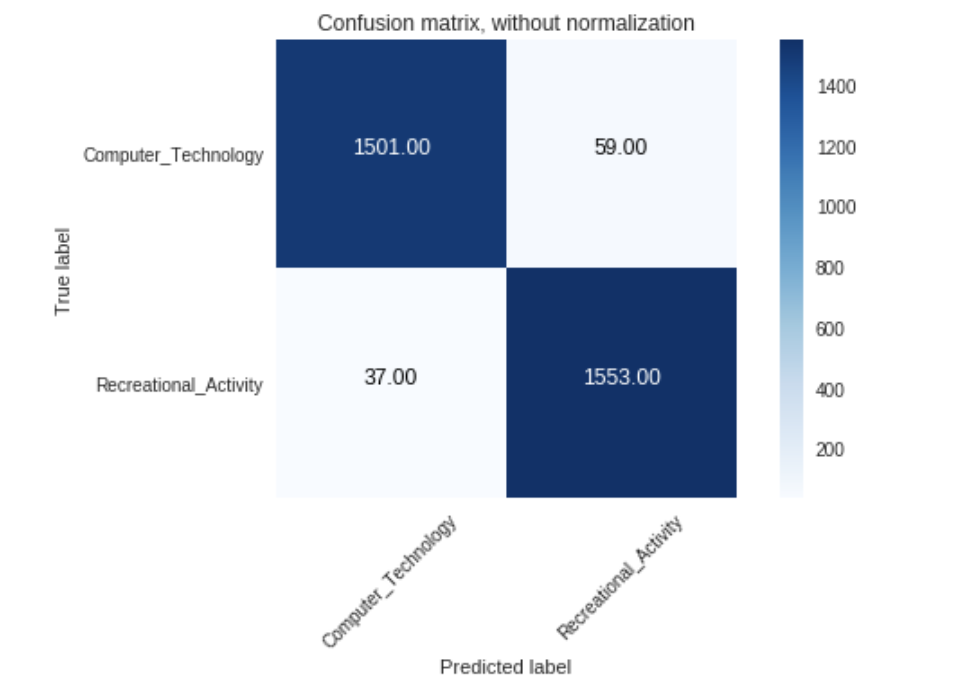 Confusion matrix, without normalization
Computer_Technology
1501.00
59.00
Recreational_Activity
37.00
1553.00
True label
Computer_Technology
Recreational_Activity
Predicted label
1400
1200
1000
800
600
400
200